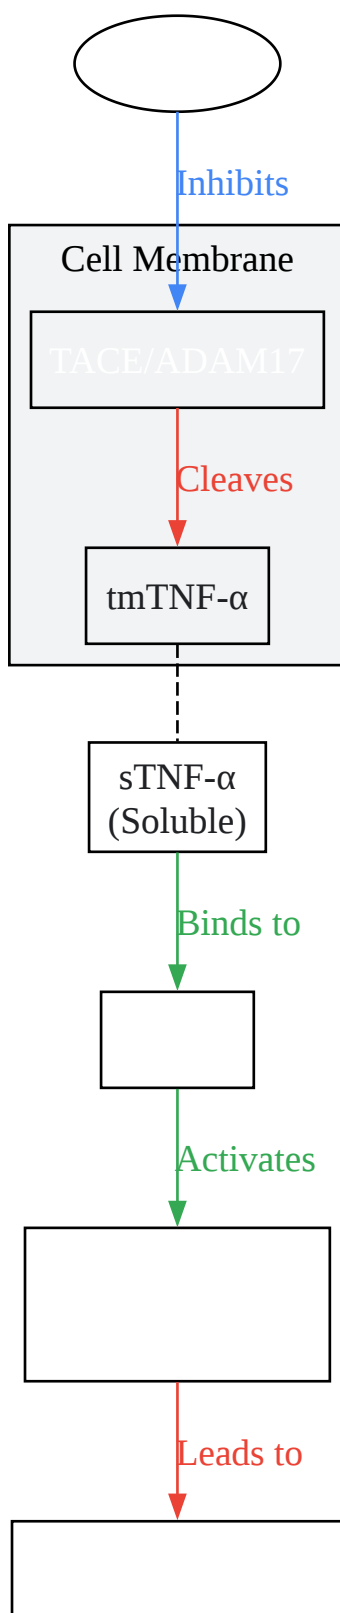 Inhibits
Cell Membrane
TACE/ADAM17
Cleaves
tmTNF-α
sTNF-α
(Soluble)
Binds to
Activates
Leads to